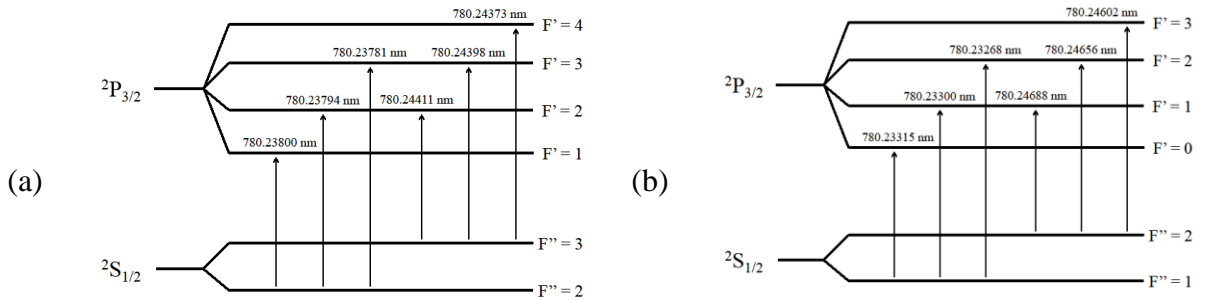 (a)
²P3/2
²S1/2
780.24373 nm
780.23781 nm
780.24398 nm
780.23794 nm
780.24411 nm
780.23800 nm
F' = 4
F' = 3
F' = 2
F' = 1
F'' = 3
F'' = 2
(b)
²P3/2
²S1/2
780.24602 nm
780.23268 nm
780.24656 nm
780.23300 nm
780.24688 nm
780.23315 nm
F' = 3
F' = 2
F' = 1
F' = 0
F'' = 2
F'' = 1